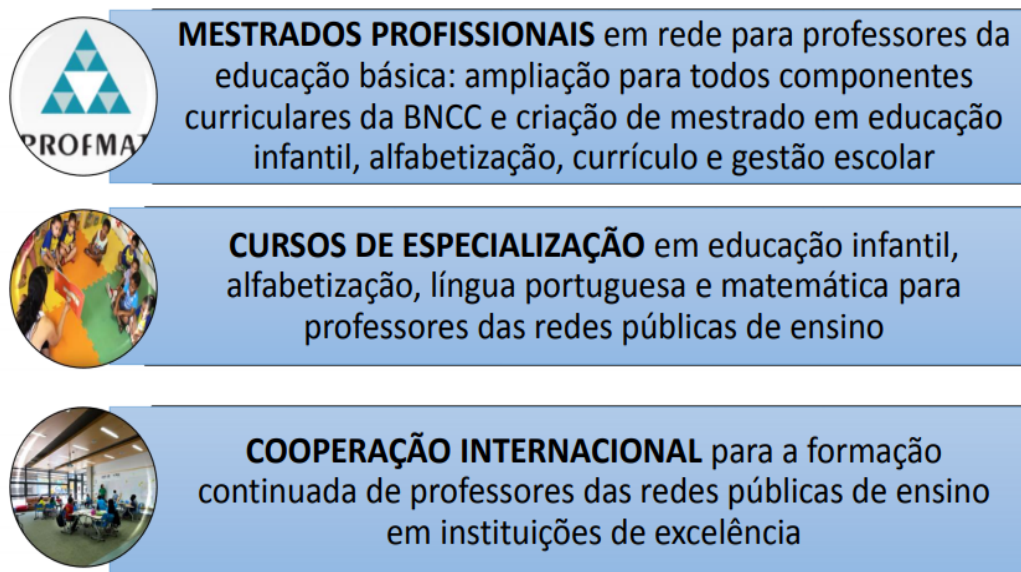 PROFMAT
MESTRADOS PROFISSIONAIS em rede para professores da
educação básica: ampliação para todos componentes
curriculares da BNCC e criação de mestrado em educação
infantil, alfabetização, currículo e gestão escolar
CURSOS DE ESPECIALIZAÇÃO em educação infantil,
alfabetização, língua portuguesa e matemática para
professores das redes públicas de ensino
COOPERAÇÃO INTERNACIONAL para a formação
continuada de professores das redes públicas de ensino
em instituições de excelência